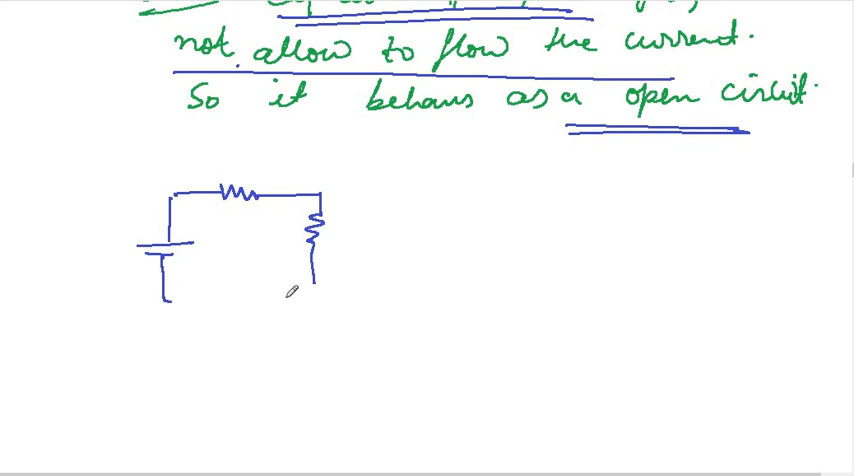 not allow to flow the current.
So it behaves as a open circuit.